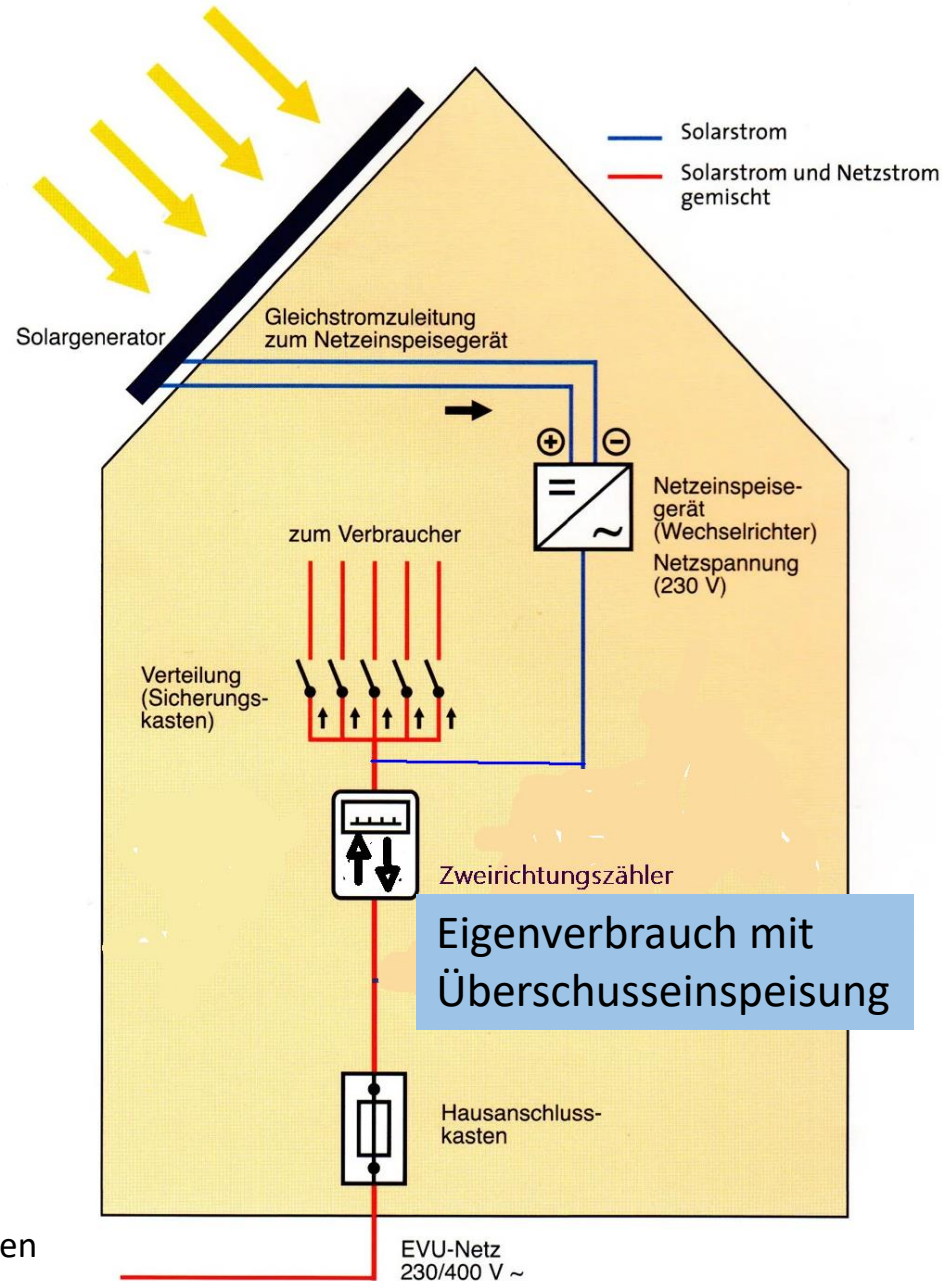 Solarstrom
Solarstrom und Netzstrom
gemischt
Solargenerator
Gleichstromzuleitung
zum Netzeinspeisegerät
Netzeinspeise-
gerät
(Wechselrichter)
Netzspannung
(230 V)
zum Verbraucher
Verteilung
(Sicherungs-
kasten)
Zweirichtungszähler
Eigenverbrauch mit
Überschusseinspeisung
Hausanschluss-
kasten
en
EVU-Netz
230/400 V ~